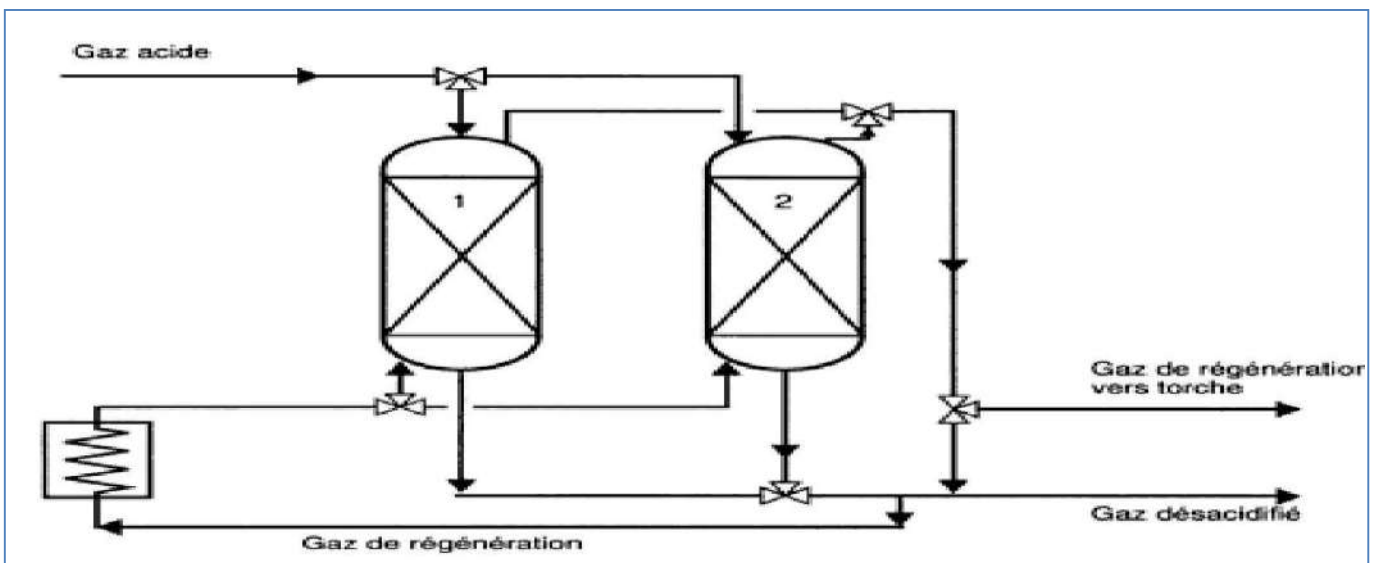 Gaz acide
1
2
Gaz de régénératior
vers torche
Gaz désacidifié
Gaz de régénération